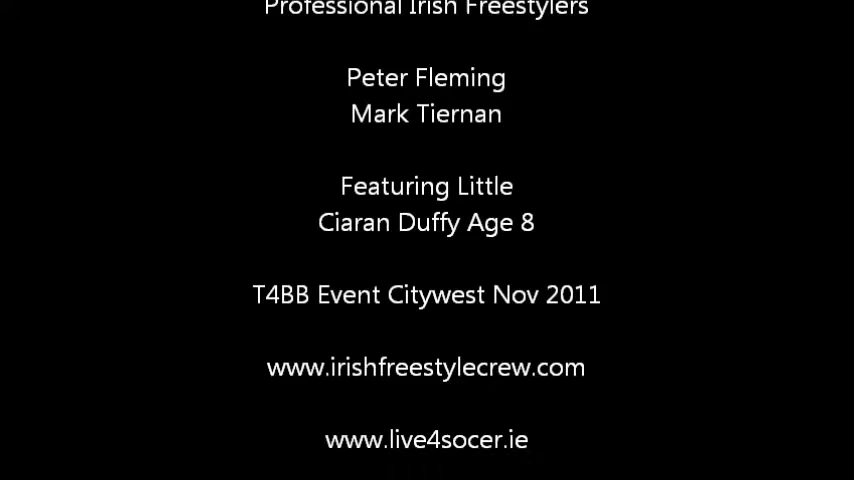 Professional Irish Freestylers
Peter Fleming
Mark Tiernan
Featuring Little
Ciaran Duffy Age 8
T4BB Event Citywest Nov 2011
www.irishfreestylecrew.com
www.live4socer.ie